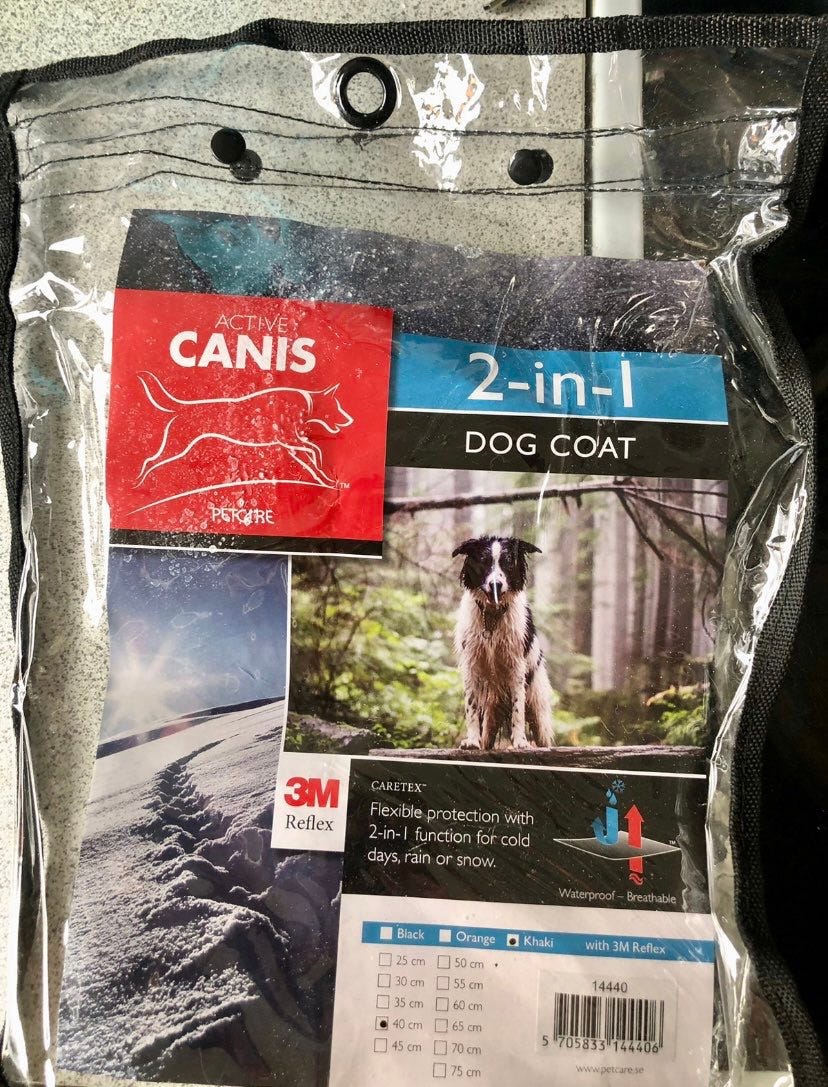 ACTIVE
CANIS
™
PETCARE
2-in-1
DOG COAT
3M
Reflex
CARETEX™
Flexible protection with
2-in-1 function for cold
days, rain or snow.
™
Waterproof – Breathable
Black Orange Khaki with 3M Reflex
25 cm 50 cm
30 cm 55 cm
35 cm 60 cm
40 cm 65 cm
45 cm 70 cm
75 cm
14440
5 705833 144406
www.petcare.se